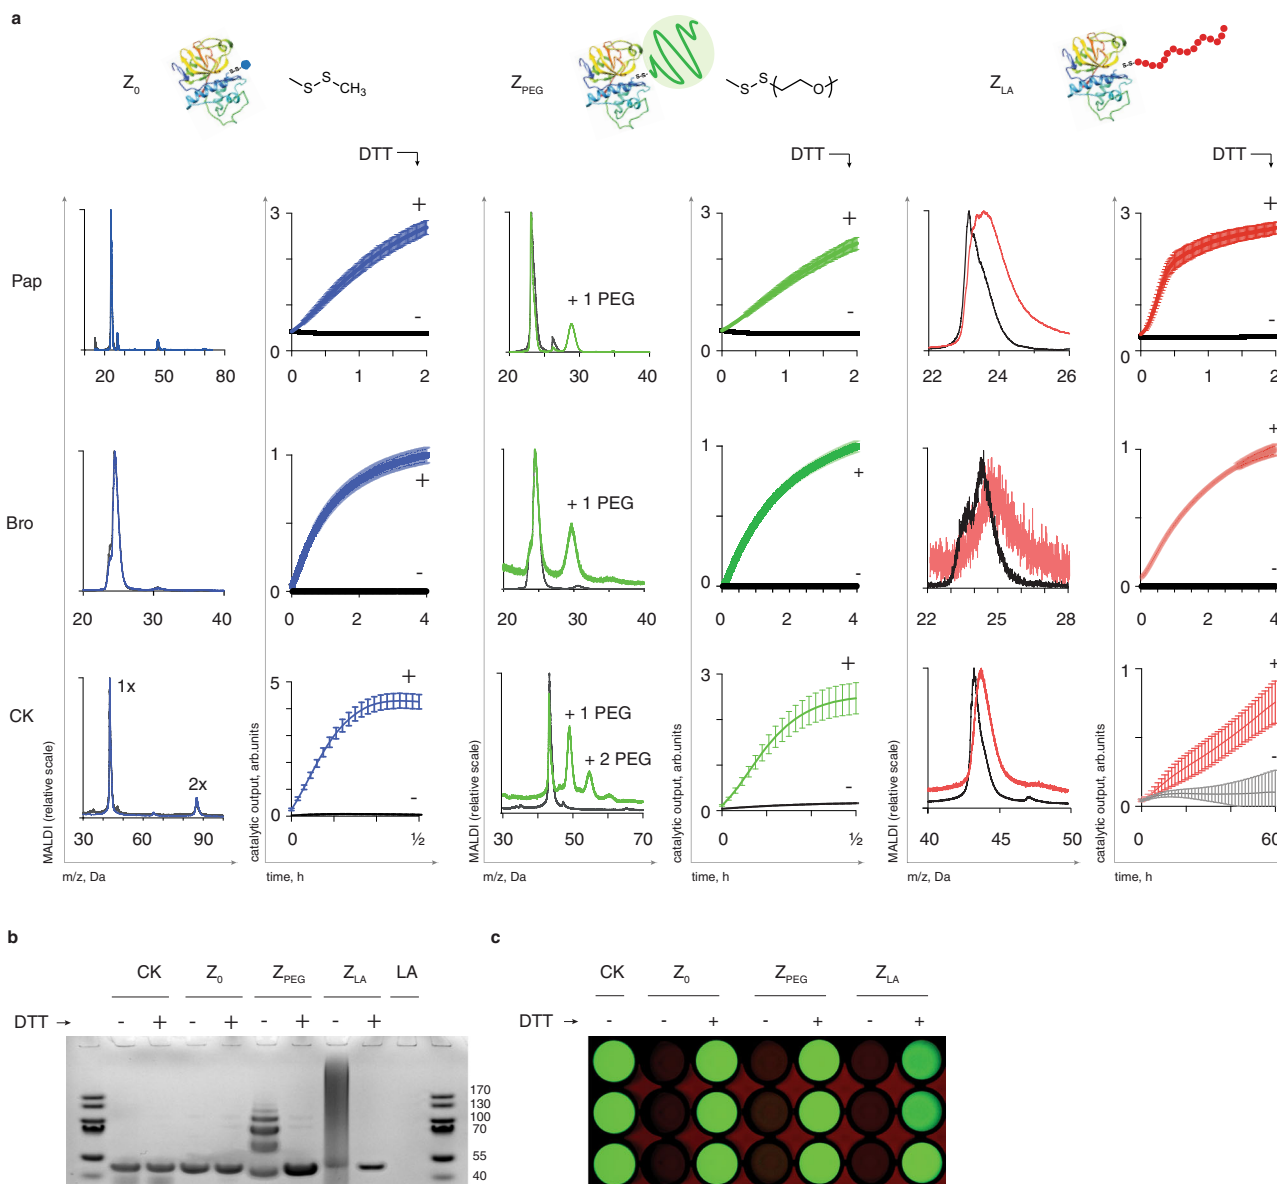 a
Z0
S-S
S
S
CH3
ZPEG
S-S
S
S
O
ZLA
S-S
DTT
DTT
DTT
Pap
20 50 80
3
0
+
-
0 1 2
+ 1 PEG
20 30 40
3
0
+
-
0 1 2
22 24 26
3
0
+
-
0 1 2
Bro
20 30 40
1
0
+
-
0 2 4
+ 1 PEG
20 30 40
1
0
+
-
0 2 4
22 25 28
1
0
+
-
0 2 4
CK
1x
2x
30 60 90
5
0
+
-
0 ½
+ 1 PEG
+ 2 PEG
30 50 70
3
0
+
-
0 ½
40 45 50
1
0
+
-
0 60
MALDI (relative scale)
catalytic output, arb.units
MALDI (relative scale)
catalytic output, arb.units
MALDI (relative scale)
catalytic output, arb.units
m/z, Da
time, h
m/z, Da
time, h
m/z, Da
time, h
b
CK Z0 ZPEG ZLA LA
DTT → - + - + - + - +
170
130
100
70
55
40
c
CK Z0 ZPEG ZLA
DTT → - - + - + - +